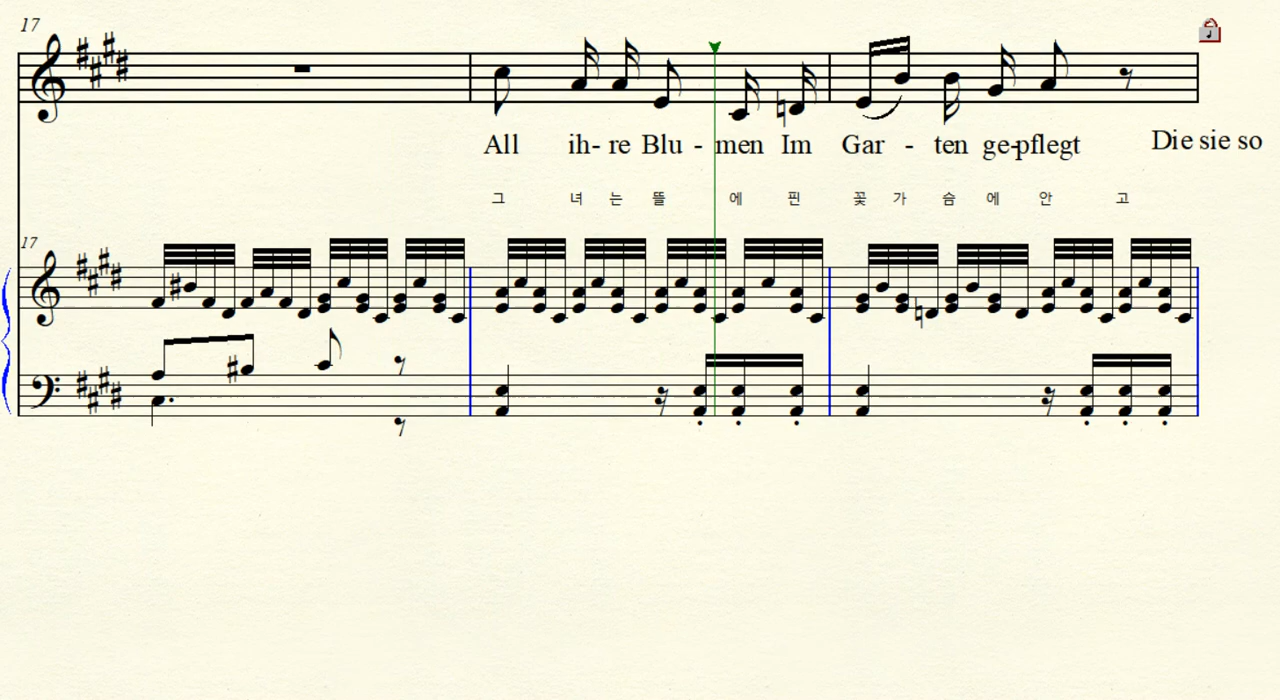 17
All ih- re Blu - men Im Gar - ten ge-pflegt Die sie so
그 녀 는 뜰 에 핀 꽃 가 슴 에 안 고
17